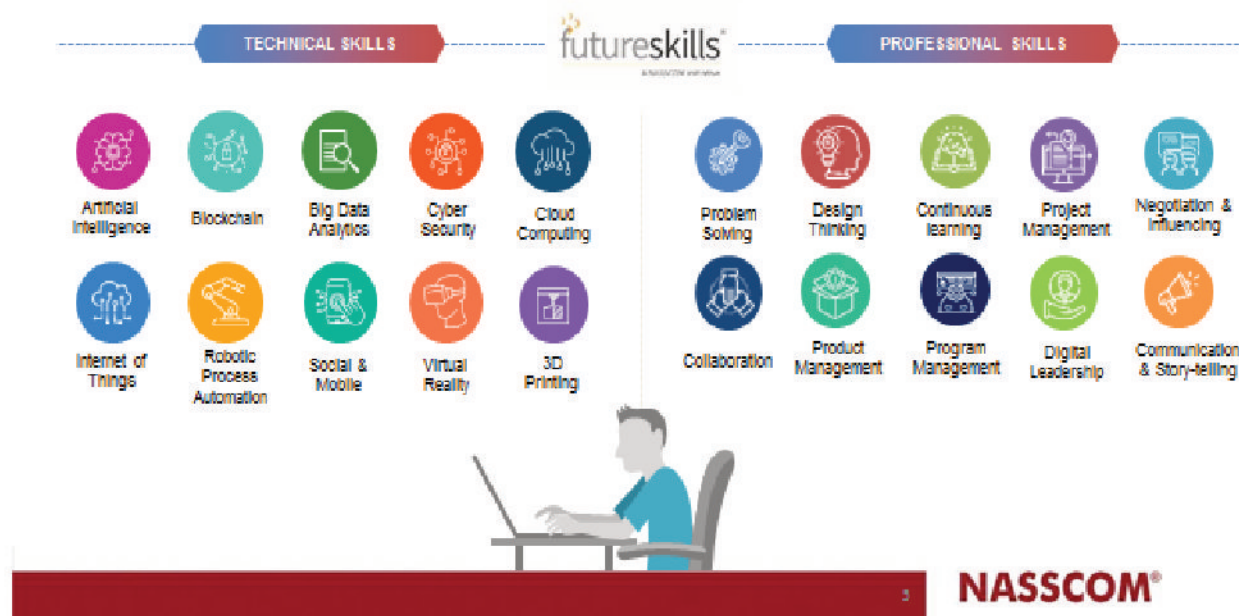 TECHNICAL SKILLS
futureskills
A NASSCOM Initiative
PROFESSIONAL SKILLS
Artificial
Intelligence
Blockchain
Big Data
Analytics
Cyber
Security
Cloud
Computing
Internet of
Things
Robotic
Process
Automation
Social &
Mobile
Virtual
Reality
3D
Printing
Problem
Solving
Design
Thinking
Continuous
learning
Project
Management
Negotiation &
Influencing
Collaboration
Product
Management
Program
Management
Digital
Leadership
Communication
& Story-telling
NASSCOM®